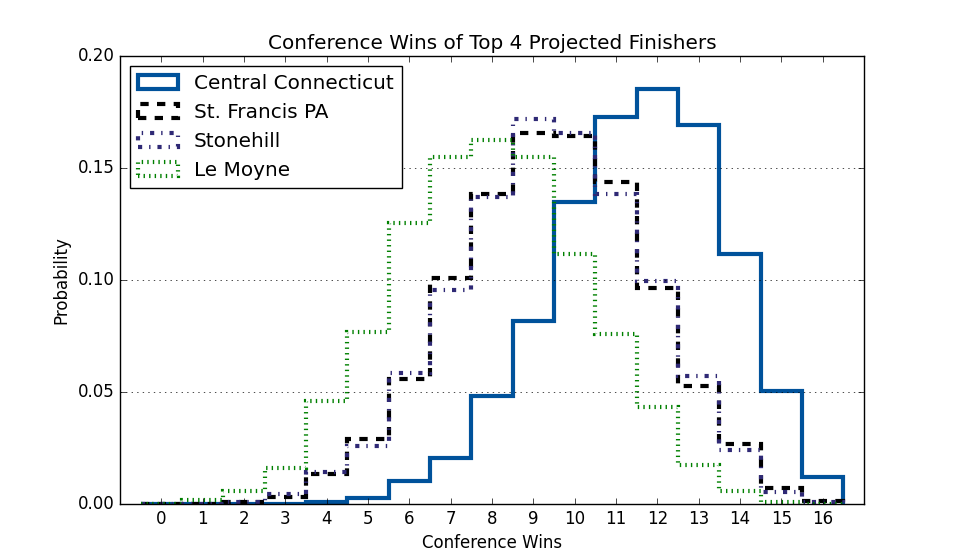 Conference Wins of Top 4 Projected Finishers
0.20
Central Connecticut
St. Francis PA
Stonehill
Le Moyne
0.15
0.10
0.05
0.00
Probability
0 1 2 3 4 5 6 7 8 9 10 11 12 13 14 15 16
Conference Wins